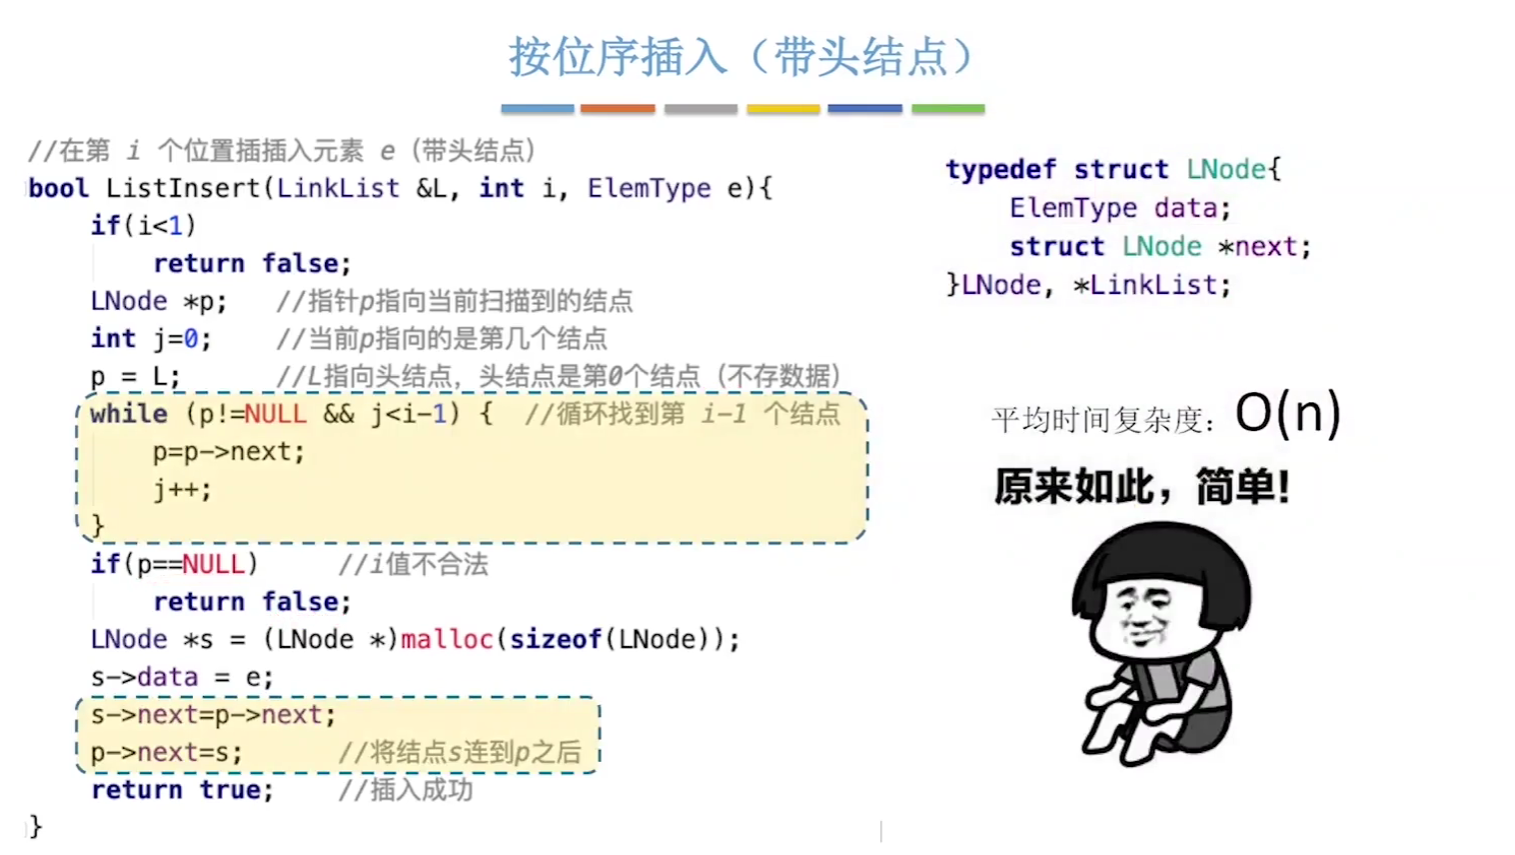 按位序插入（带头结点）
//在第 i 个位置插插入元素 e（带头结点）
bool ListInsert(LinkList &L, int i, ElemType e){
    if(i<1)
        return false;
    LNode *p;   //指针p指向当前扫描到的结点
    int j=0;    //当前p指向的是第几个结点
    p = L;      //L指向头结点，头结点是第0个结点（不存数据）
    while (p!=NULL && j<i-1) {  //循环找到第 i-1 个结点
        p=p->next;
        j++;
    }
    if(p==NULL)     //i值不合法
        return false;
    LNode *s = (LNode *)malloc(sizeof(LNode));
    s->data = e;
    s->next=p->next;
    p->next=s;      //将结点s连到p之后
    return true;    //插入成功
}
typedef struct LNode{
    ElemType data;
    struct LNode *next;
}LNode, *LinkList;
平均时间复杂度：O(n)
原来如此，简单!